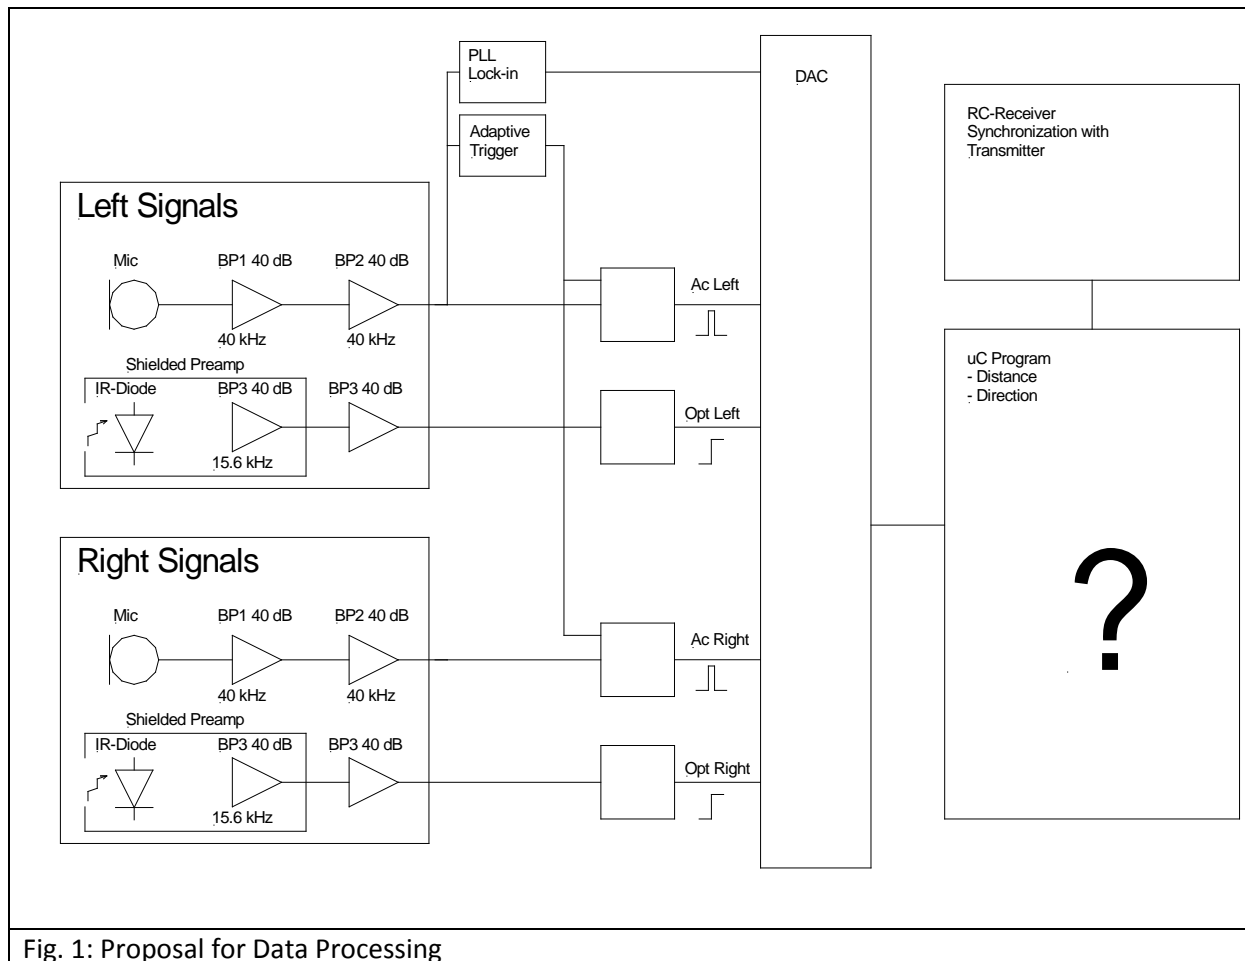 PLL
Lock-in
DAC
Adaptive
Trigger
RC-Receiver
Synchronization with
Transmitter
Left Signals
Mic
BP1 40 dB
BP2 40 dB
40 kHz
40 kHz
Ac Left
Shielded Preamp
IR-Diode
BP3 40 dB
BP3 40 dB
15.6 kHz
Opt Left
uC Program
- Distance
- Direction
?
Right Signals
Mic
BP1 40 dB
BP2 40 dB
40 kHz
40 kHz
Ac Right
Shielded Preamp
IR-Diode
BP3 40 dB
BP3 40 dB
15.6 kHz
Opt Right
Fig. 1: Proposal for Data Processing